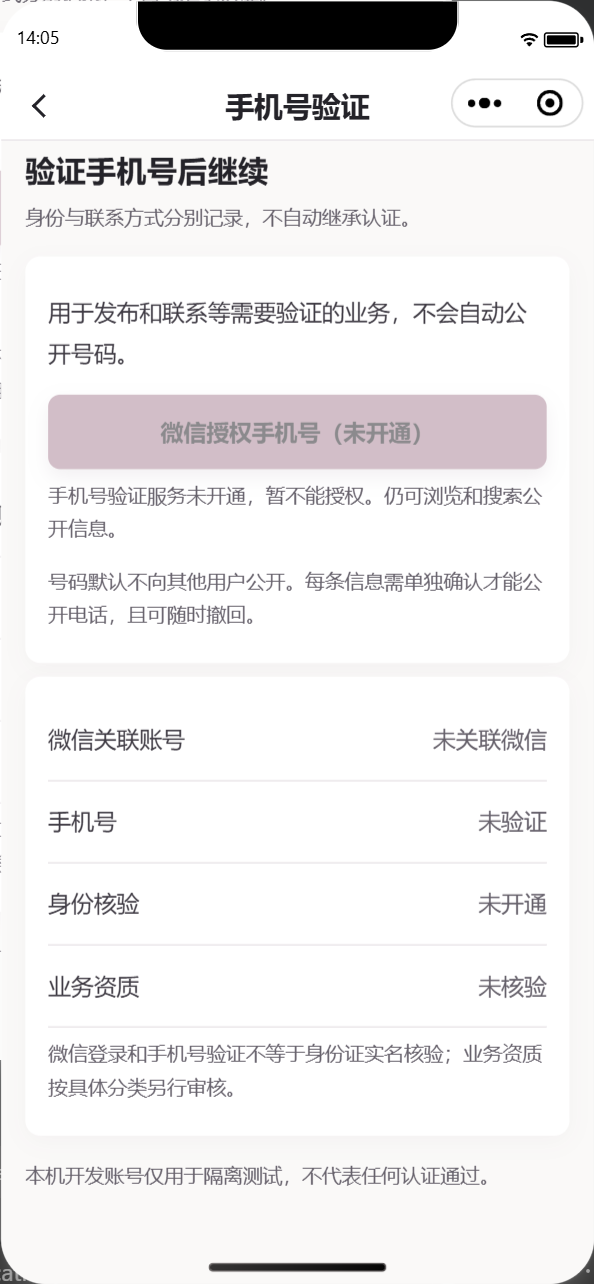 14:05
手机号验证
验证手机号后继续
身份与联系方式分别记录，不自动继承认证。
用于发布和联系等需要验证的业务，不会自动公
开号码。
微信授权手机号（未开通）
手机号验证服务未开通，暂不能授权。仍可浏览和搜索公
开信息。
号码默认不向其他用户公开。每条信息需单独确认才能公
开电话，且可随时撤回。
微信关联账号 未关联微信
手机号 未验证
身份核验 未开通
业务资质 未核验
微信登录和手机号验证不等于身份证实名核验；业务资质
按具体分类另行审核。
本机开发账号仅用于隔离测试，不代表任何认证通过。